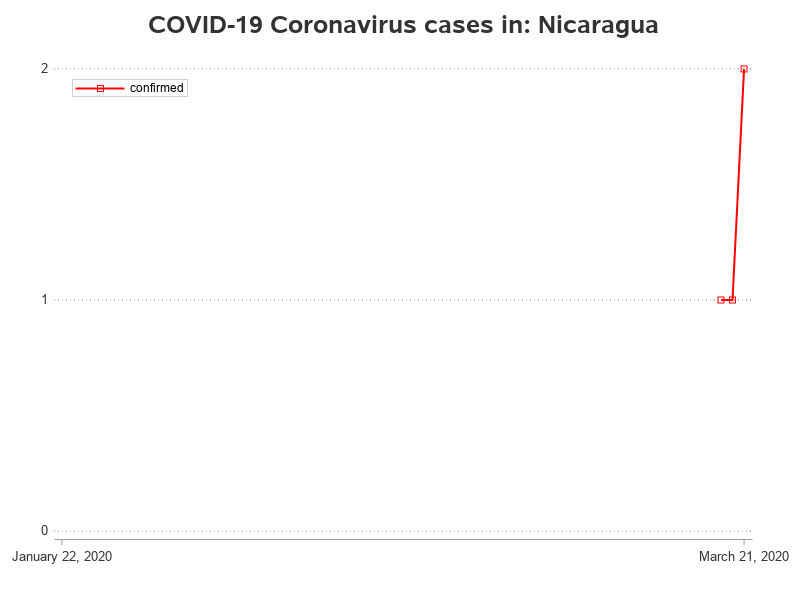 COVID-19 Coronavirus cases in: Nicaragua
2
confirmed
1
0
January 22, 2020
March 21, 2020